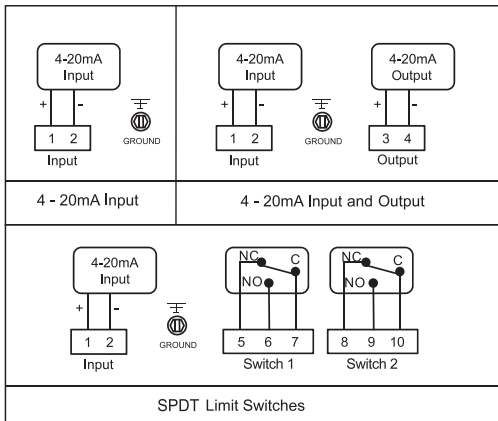 4-20mA
Input
+ -
1 2
Input
GROUND
4 - 20mA Input
4-20mA
Input
+ -
1 2
Input
GROUND
4-20mA
Output
+ -
3 4
Output
4 - 20mA Input and Output
4-20mA
Input
+ -
1 2
Input
GROUND
NC C
NO
5 6 7
Switch 1
NC C
NO
8 9 10
Switch 2
SPDT Limit Switches